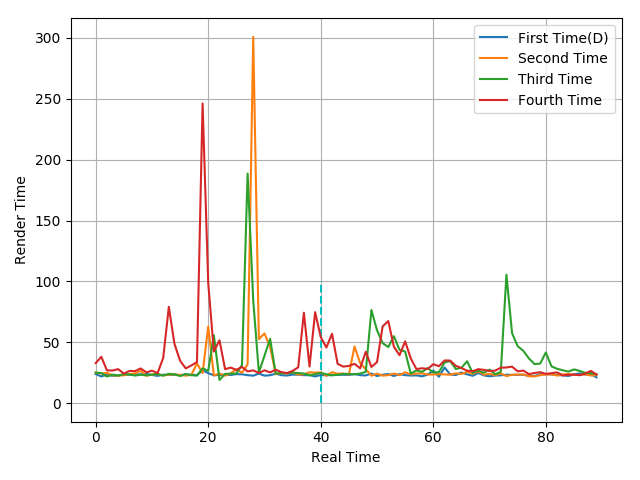 First Time(D)
Second Time
Third Time
Fourth Time
300
250
200
150
100
50
0
Render Time
0 20 40 60 80
Real Time